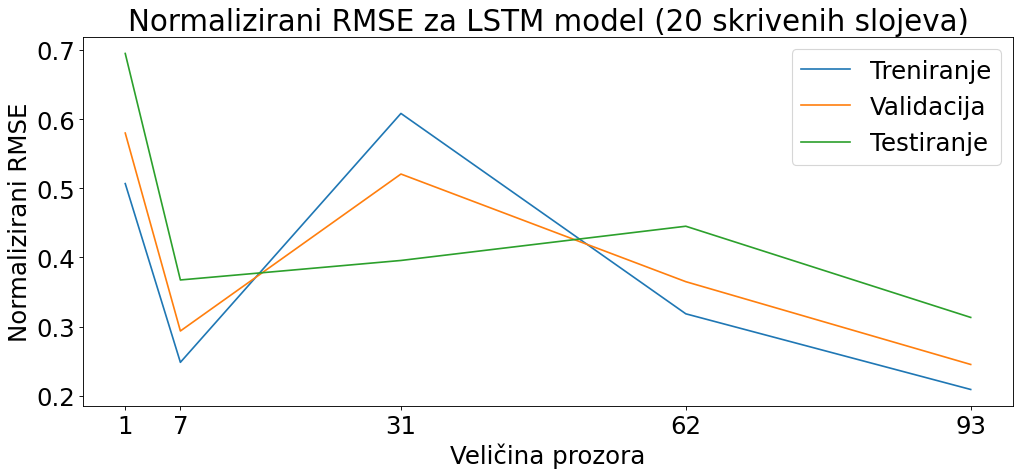 Normalizirani RMSE za LSTM model (20 skrivenih slojeva)
0.7
0.6
0.5
0.4
0.3
0.2
Normalizirani RMSE
Treniranje
Validacija
Testiranje
1 7 31 62 93
Veličina prozora